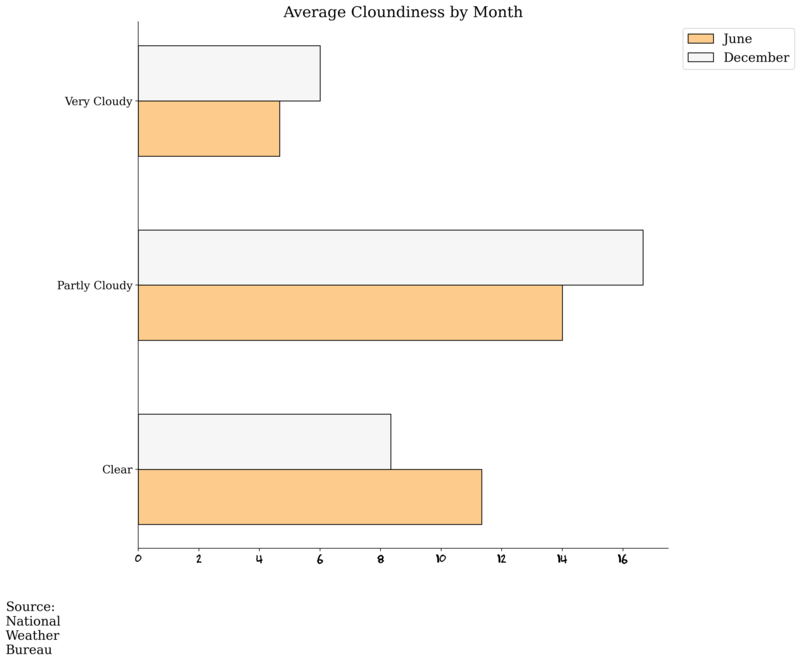 Average Cloundiness by Month
June
December
Very Cloudy
Partly Cloudy
Clear
0 2 4 6 8 10 12 14 16
Source:
National
Weather
Bureau